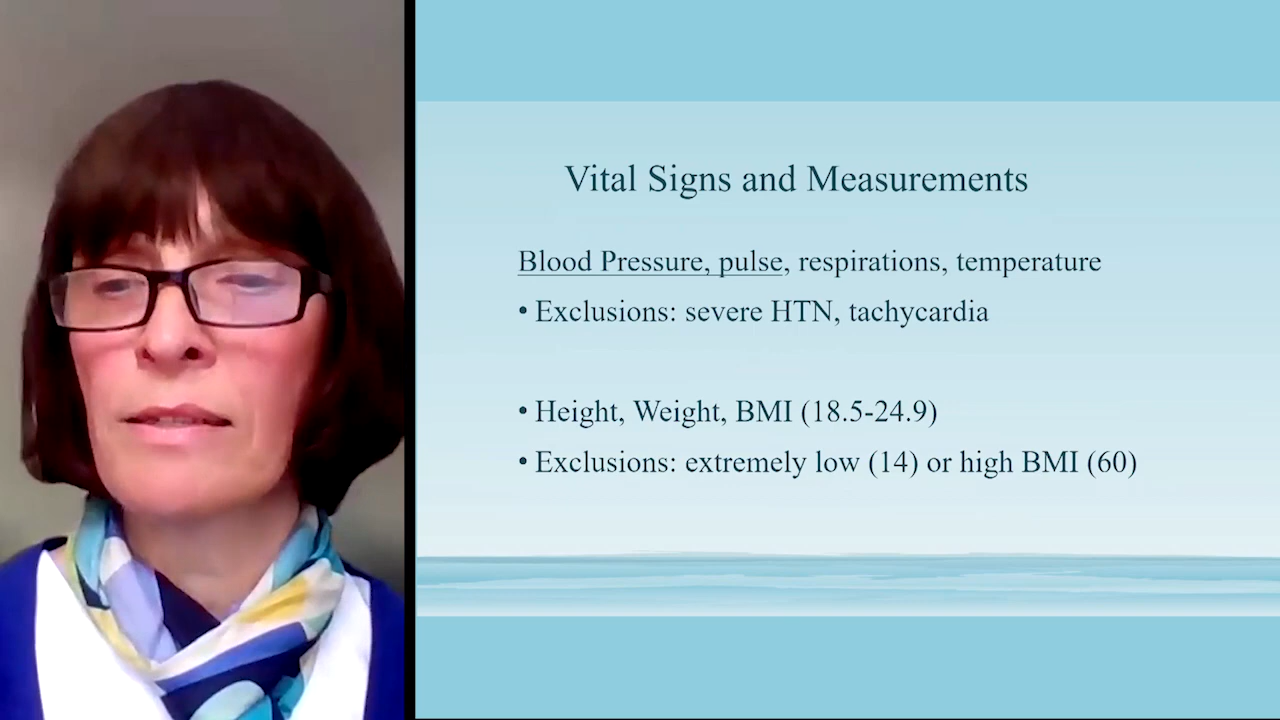 Vital Signs and Measurements
Blood Pressure, pulse, respirations, temperature
• Exclusions: severe HTN, tachycardia
• Height, Weight, BMI (18.5-24.9)
• Exclusions: extremely low (14) or high BMI (60)